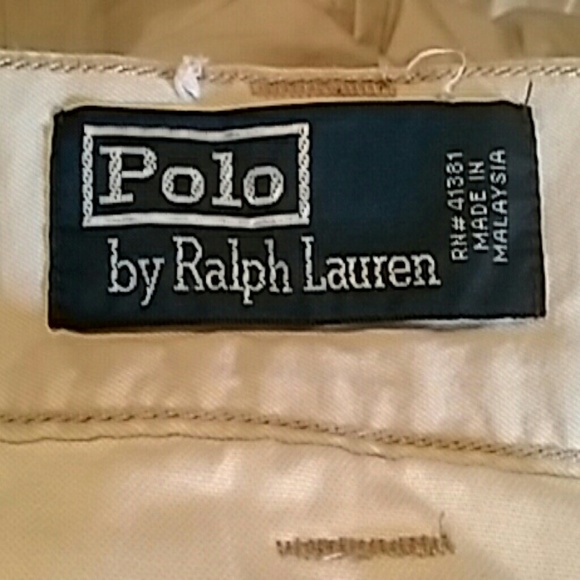 Polo
by Ralph Lauren
RN# 41381
MADE IN
MALAYSIA